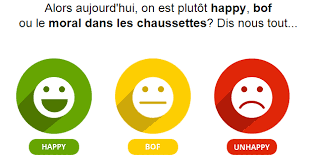 Alors aujourd'hui, on est plutôt happy, bof
ou le moral dans les chaussettes? Dis nous tout...
HAPPY
BOF
UNHAPPY